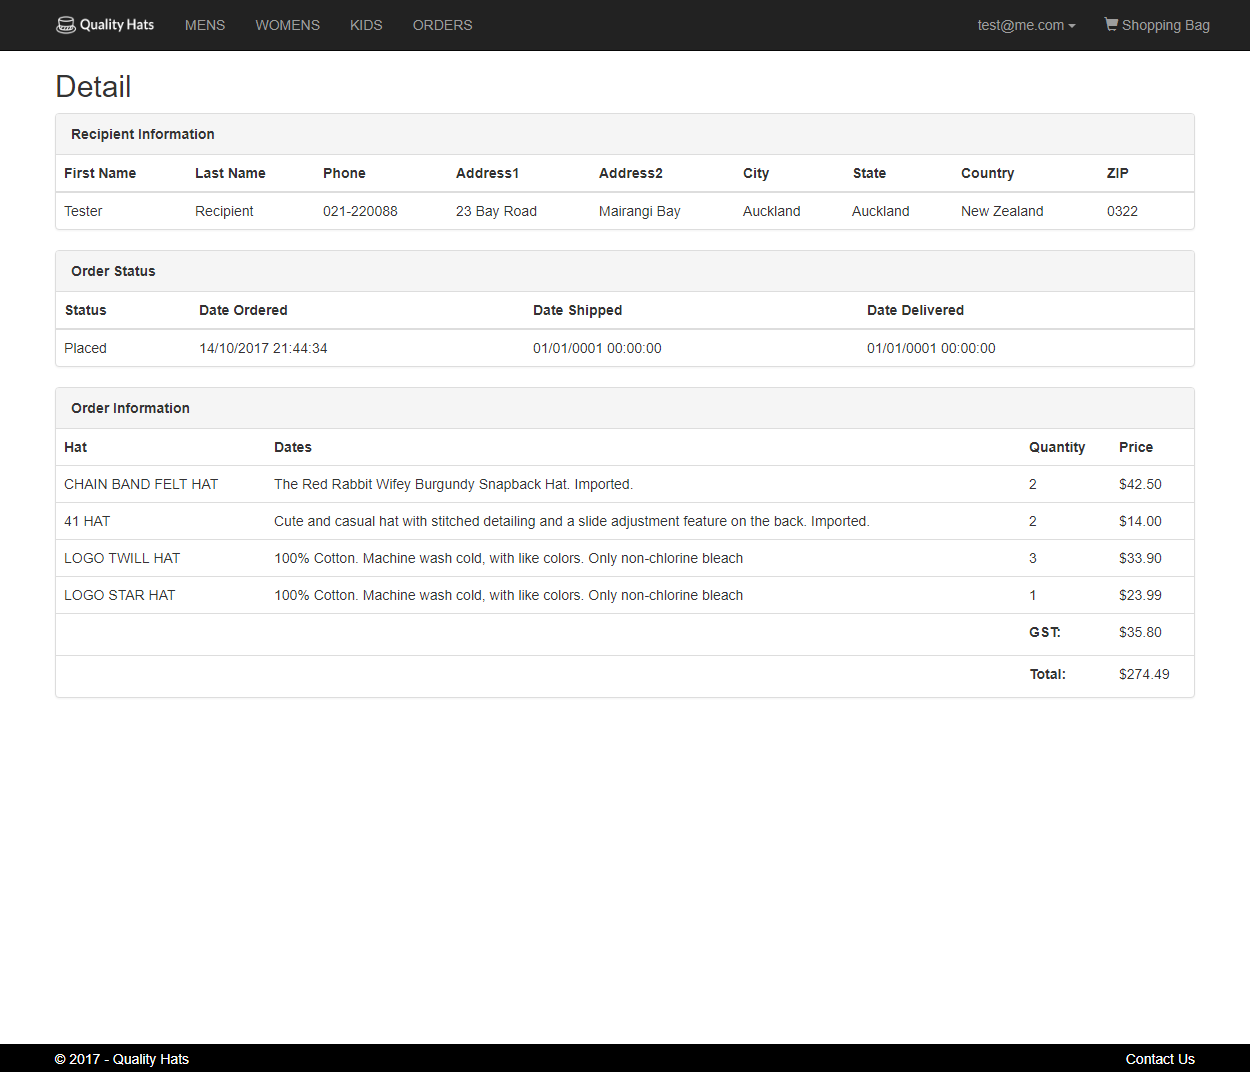 Quality Hats MENS WOMENS KIDS ORDERS test@me.com Shopping Bag
Detail
Recipient Information
First Name Last Name Phone Address1 Address2 City State Country ZIP
Tester Recipient 021-220088 23 Bay Road Mairangi Bay Auckland Auckland New Zealand 0322
Order Status
Status Date Ordered Date Shipped Date Delivered
Placed 14/10/2017 21:44:34 01/01/0001 00:00:00 01/01/0001 00:00:00
Order Information
Hat Dates Quantity Price
CHAIN BAND FELT HAT The Red Rabbit Wifey Burgundy Snapback Hat. Imported. 2 $42.50
41 HAT Cute and casual hat with stitched detailing and a slide adjustment feature on the back. Imported. 2 $14.00
LOGO TWILL HAT 100% Cotton. Machine wash cold, with like colors. Only non-chlorine bleach 3 $33.90
LOGO STAR HAT 100% Cotton. Machine wash cold, with like colors. Only non-chlorine bleach 1 $23.99
GST: $35.80
Total: $274.49
© 2017 - Quality Hats Contact Us